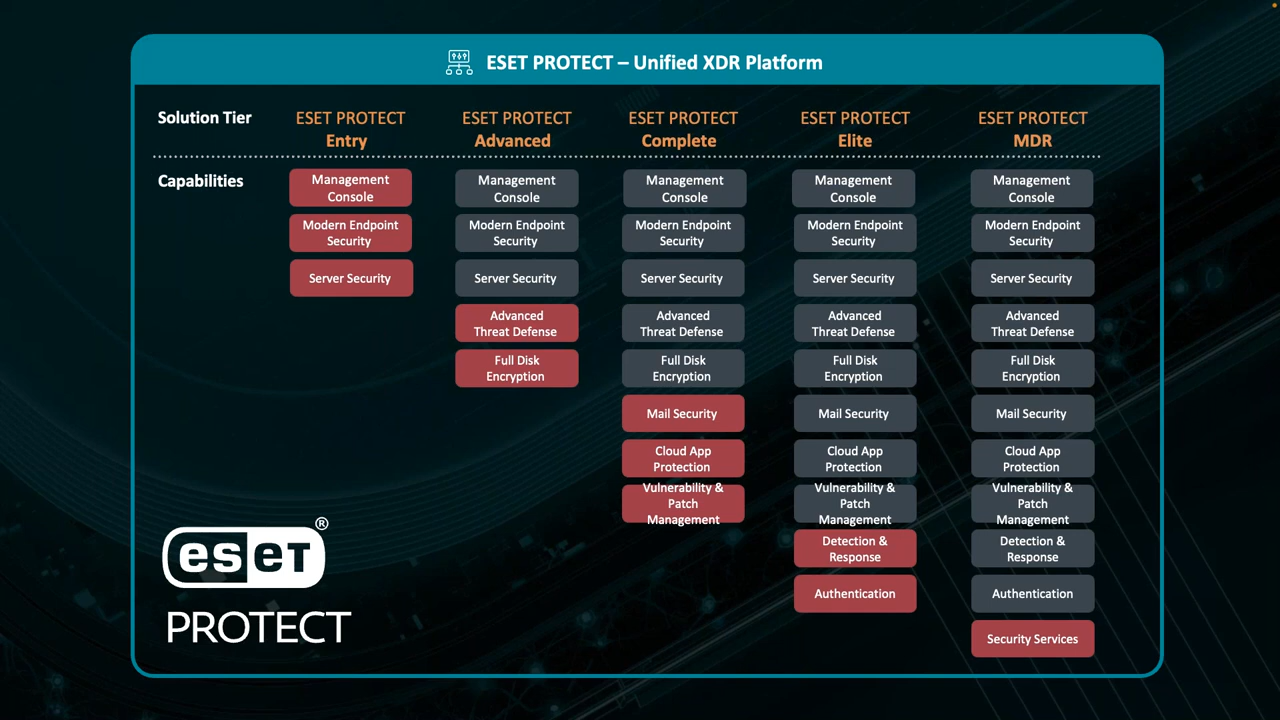 ESET PROTECT – Unified XDR Platform
Solution Tier
ESET PROTECT
Entry
ESET PROTECT
Advanced
ESET PROTECT
Complete
ESET PROTECT
Elite
ESET PROTECT
MDR
Capabilities
Management
Console
Management
Console
Management
Console
Management
Console
Management
Console
Modern Endpoint
Security
Modern Endpoint
Security
Modern Endpoint
Security
Modern Endpoint
Security
Modern Endpoint
Security
Server Security
Server Security
Server Security
Server Security
Server Security
Advanced
Threat Defense
Advanced
Threat Defense
Advanced
Threat Defense
Advanced
Threat Defense
Full Disk
Encryption
Full Disk
Encryption
Full Disk
Encryption
Full Disk
Encryption
Mail Security
Mail Security
Mail Security
Cloud App
Protection
Cloud App
Protection
Cloud App
Protection
Vulnerability &
Patch
Management
Vulnerability &
Patch
Management
Vulnerability &
Patch
Management
Detection &
Response
Detection &
Response
Authentication
Authentication
Security Services
eseT®
PROTECT